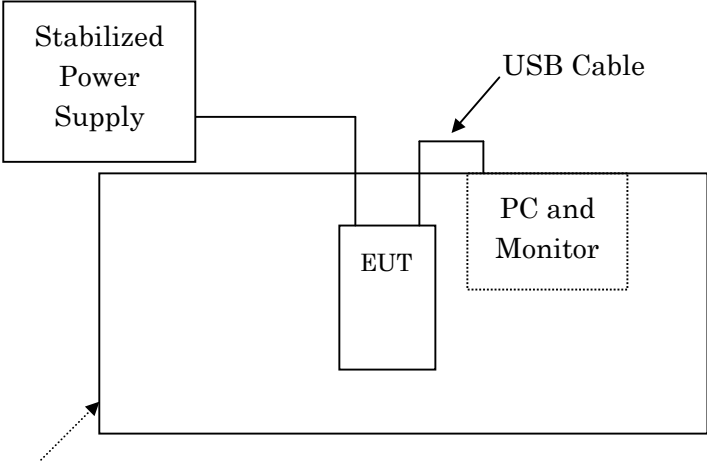 Stabilized
Power
Supply
USB Cable
PC and
Monitor
EUT